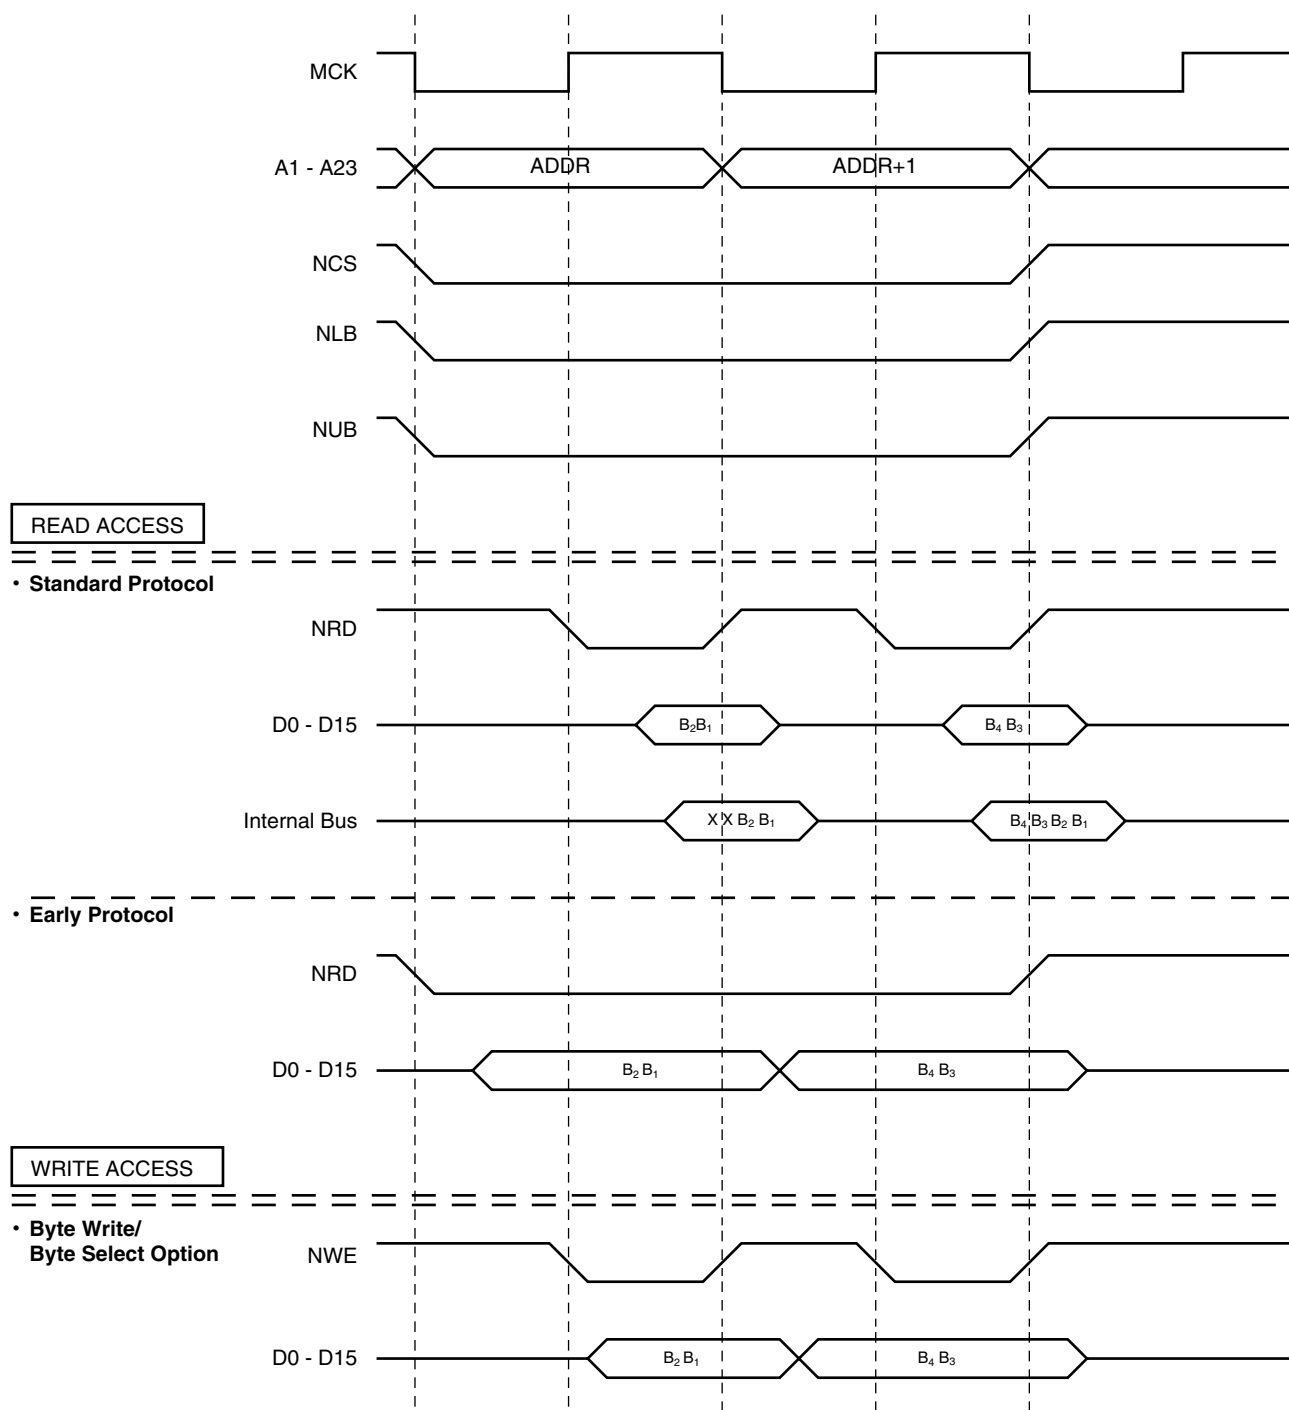 MCK
A1 - A23 ADDR ADDR+1
NCS
NLB
NUB
READ ACCESS
• Standard Protocol
NRD
D0 - D15 B₂B₁ B₄ B₃
Internal Bus X X B₂ B₁ B₄ B₃ B₂ B₁
• Early Protocol
NRD
D0 - D15 B₂ B₁ B₄ B₃
WRITE ACCESS
• Byte Write/
Byte Select Option
NWE
D0 - D15 B₂ B₁ B₄ B₃